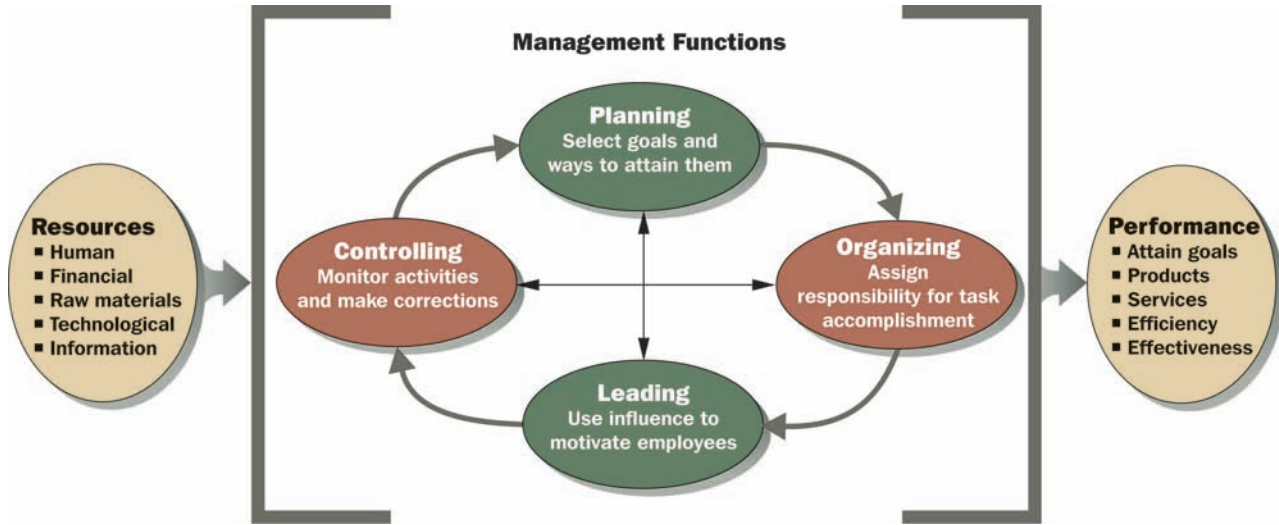 Management Functions
Planning
Select goals and
ways to attain them
Resources
■ Human
■ Financial
■ Raw materials
■ Technological
■ Information
Controlling
Monitor activities
and make corrections
Organizing
Assign
responsibility for task
accomplishment
Leading
Use influence to
motivate employees
Performance
■ Attain goals
■ Products
■ Services
■ Efficiency
■ Effectiveness